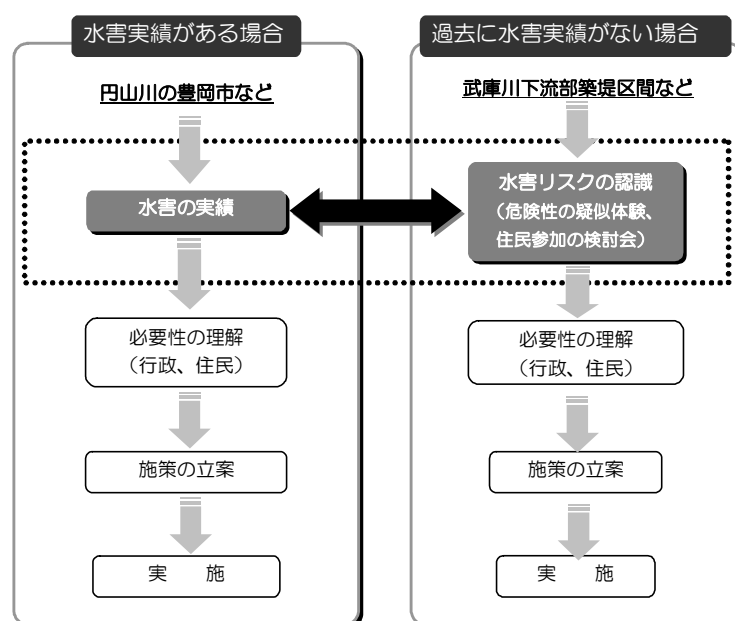 水害実績がある場合
円山川の豊岡市など
水害の実績
必要性の理解
（行政、住民）
施策の立案
実　施
過去に水害実績がない場合
武庫川下流部築堤区間など
水害リスクの認識
（危険性の疑似体験、
住民参加の検討会）
必要性の理解
（行政、住民）
施策の立案
実　施